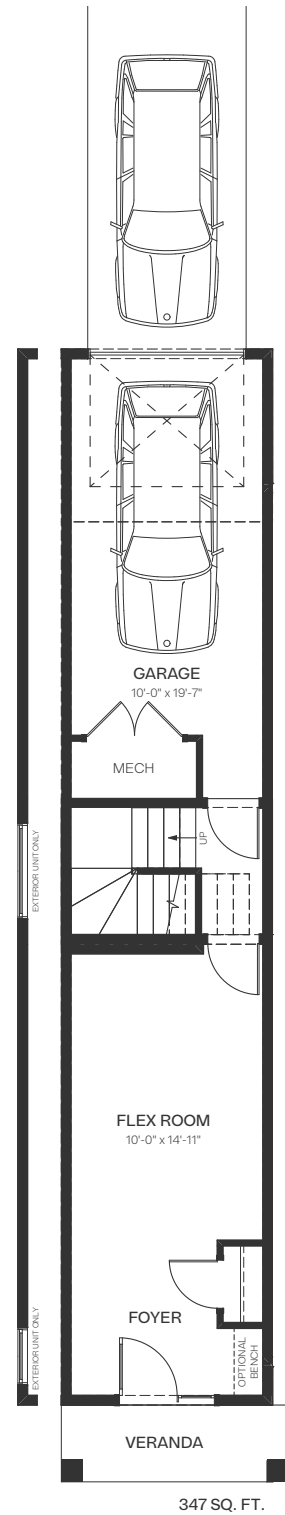 GARAGE
10'-0" x 19'-7"
MECH
UP
EXTERIOR UNIT ONLY
FLEX ROOM
10'-0" x 14'-11"
FOYER
EXTERIOR UNIT ONLY
OPTIONAL
BENCH
VERANDA
347 SQ. FT.